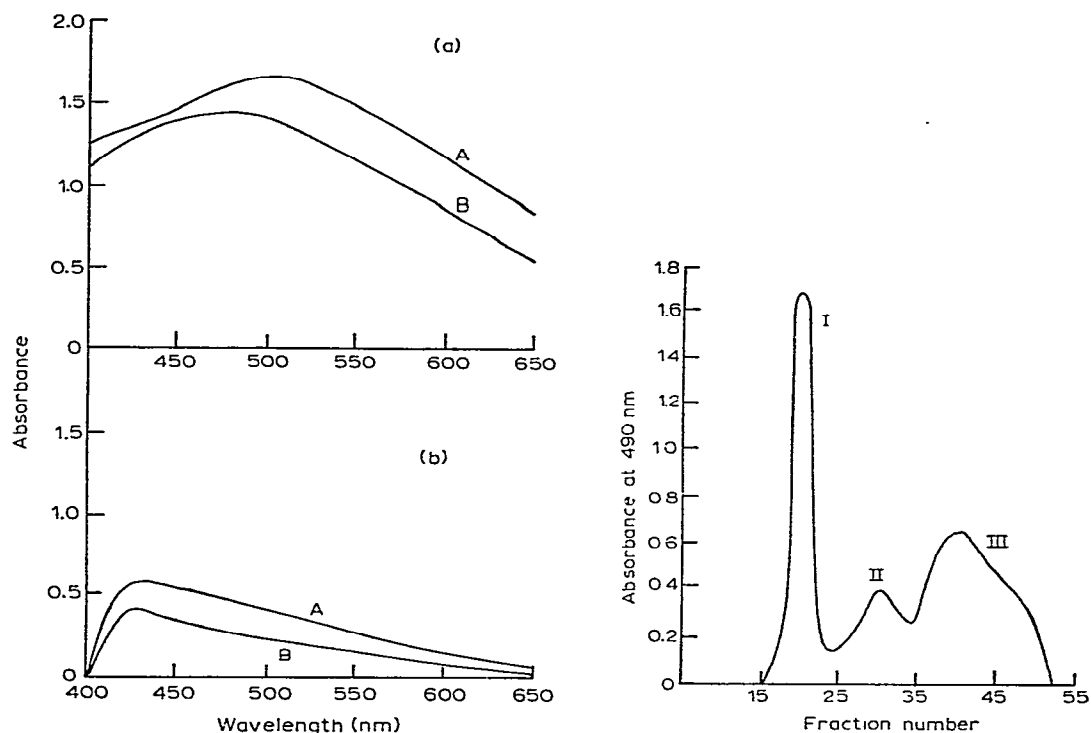 2.0
(a)
1.5
A
1.0
B
0.5
0
450 500 550 600 650
Absorbance
1.5
(b)
1.0
0.5
A
B
0
400 450 500 550 600 650
Wavelength (nm)
1.8
1.6
I
1.4
1.2
1.0
Absorbance at 490 nm
0.8
0.6
III
II
0.4
0.2
0
15 25 35 45 55
Fraction number